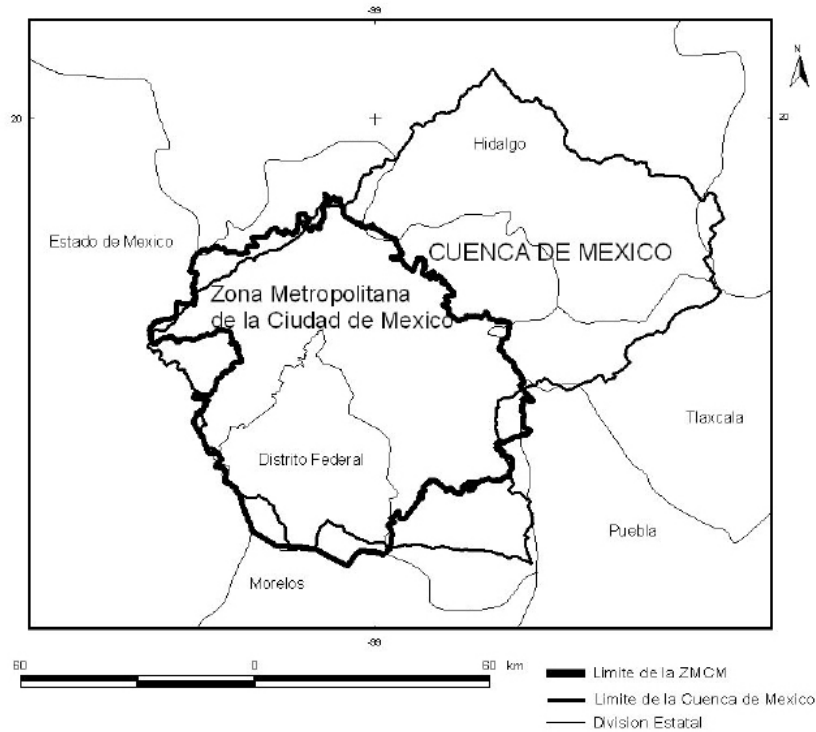 -99
N
20
20
Hidalgo
Estado de Mexico
CUENCA DE MEXICO
Zona Metropolitana
de la Ciudad de Mexico
Tlaxcala
Distrito Federal
Puebla
Morelos
-99
60 0 60 km
Limite de la ZMCM
Limite de la Cuenca de Mexico
Division Estatal